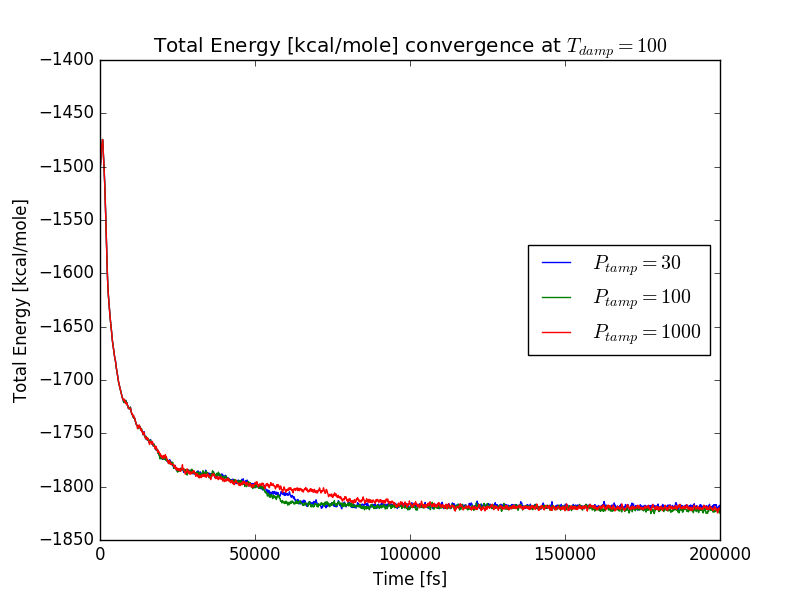 Total Energy [kcal/mole] convergence at T_damp = 100
Total Energy [kcal/mole]
−1400
−1450
−1500
−1550
−1600
−1650
−1700
−1750
−1800
−1850
P_tamp = 30
P_tamp = 100
P_tamp = 1000
0 50000 100000 150000 200000
Time [fs]